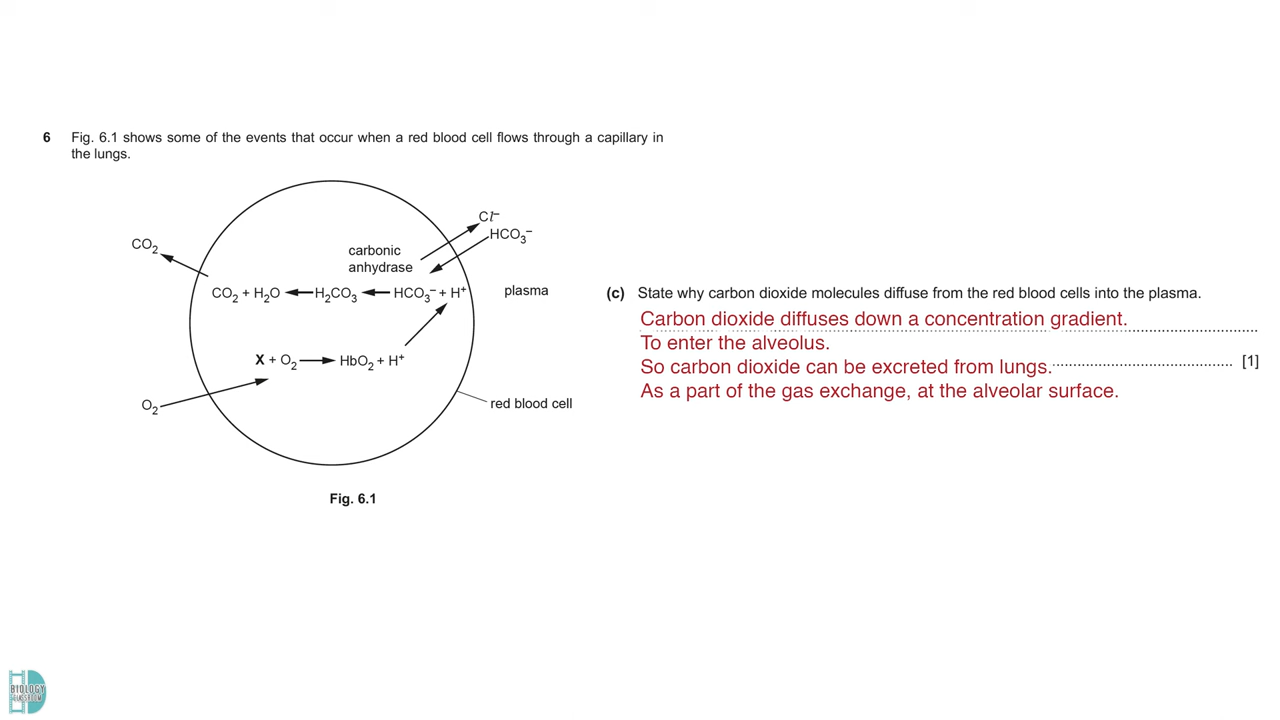 6 Fig. 6.1 shows some of the events that occur when a red blood cell flows through a capillary in
the lungs.
Cl⁻
HCO₃⁻
CO₂
carbonic
anhydrase
CO₂ + H₂O ← H₂CO₃ ← HCO₃⁻ + H⁺
plasma
X + O₂ → HbO₂ + H⁺
O₂
red blood cell
Fig. 6.1
(c) State why carbon dioxide molecules diffuse from the red blood cells into the plasma.
Carbon dioxide diffuses down a concentration gradient.
To enter the alveolus.
So carbon dioxide can be excreted from lungs. [1]
As a part of the gas exchange, at the alveolar surface.
BIOLOGY
CLASSROOM